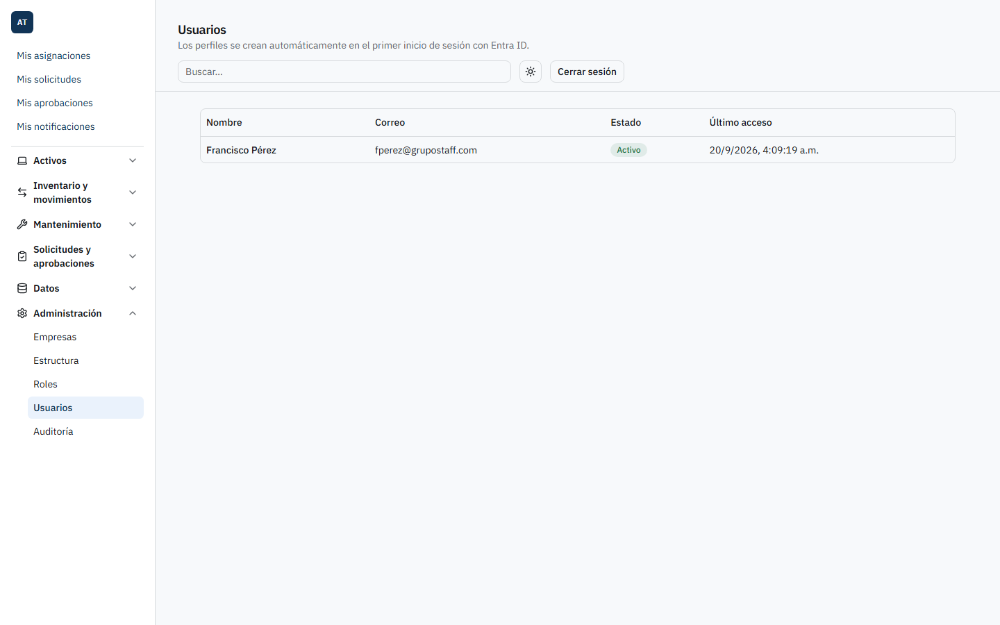 AT
Mis asignaciones
Mis solicitudes
Mis aprobaciones
Mis notificaciones
Activos
Inventario y
movimientos
Mantenimiento
Solicitudes y
aprobaciones
Datos
Administración
Empresas
Estructura
Roles
Usuarios
Auditoría
Usuarios
Los perfiles se crean automáticamente en el primer inicio de sesión con Entra ID.
Buscar... Cerrar sesión
Nombre Correo Estado Último acceso
Francisco Pérez fperez@grupostaff.com Activo 20/9/2026, 4:09:19 a.m.